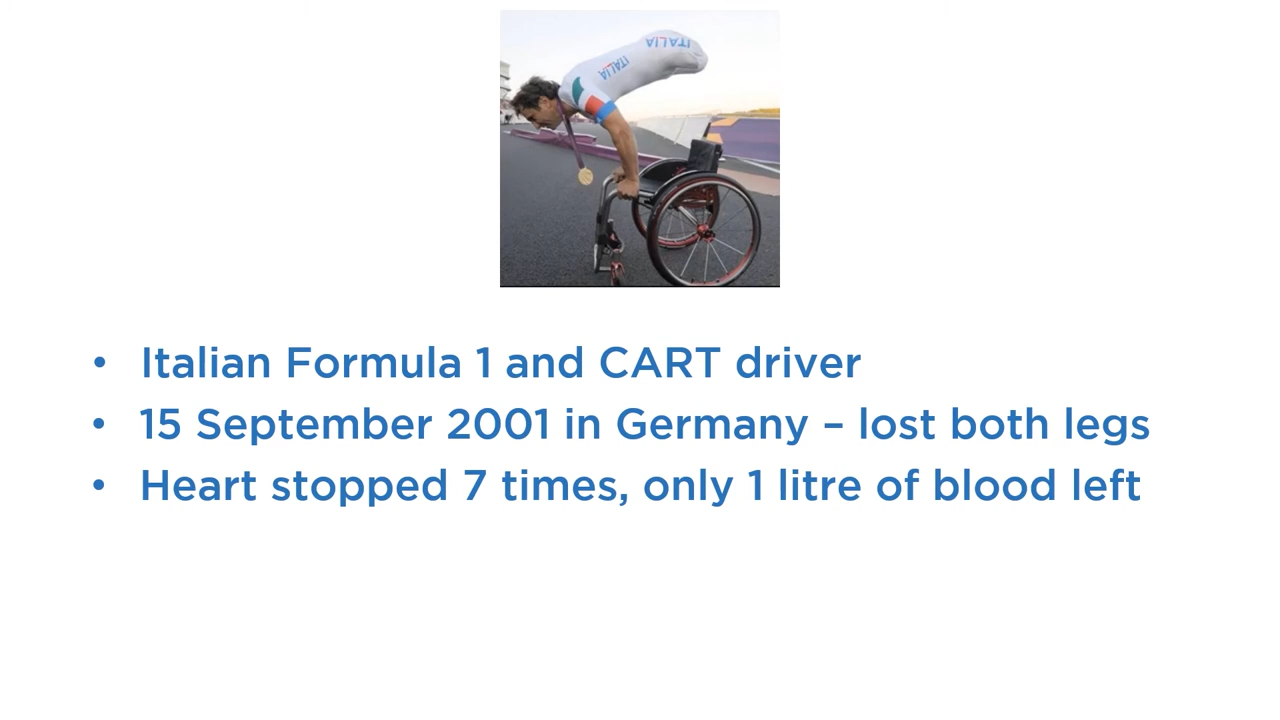 ITALIA
ITALIA
• Italian Formula 1 and CART driver
• 15 September 2001 in Germany – lost both legs
• Heart stopped 7 times, only 1 litre of blood left